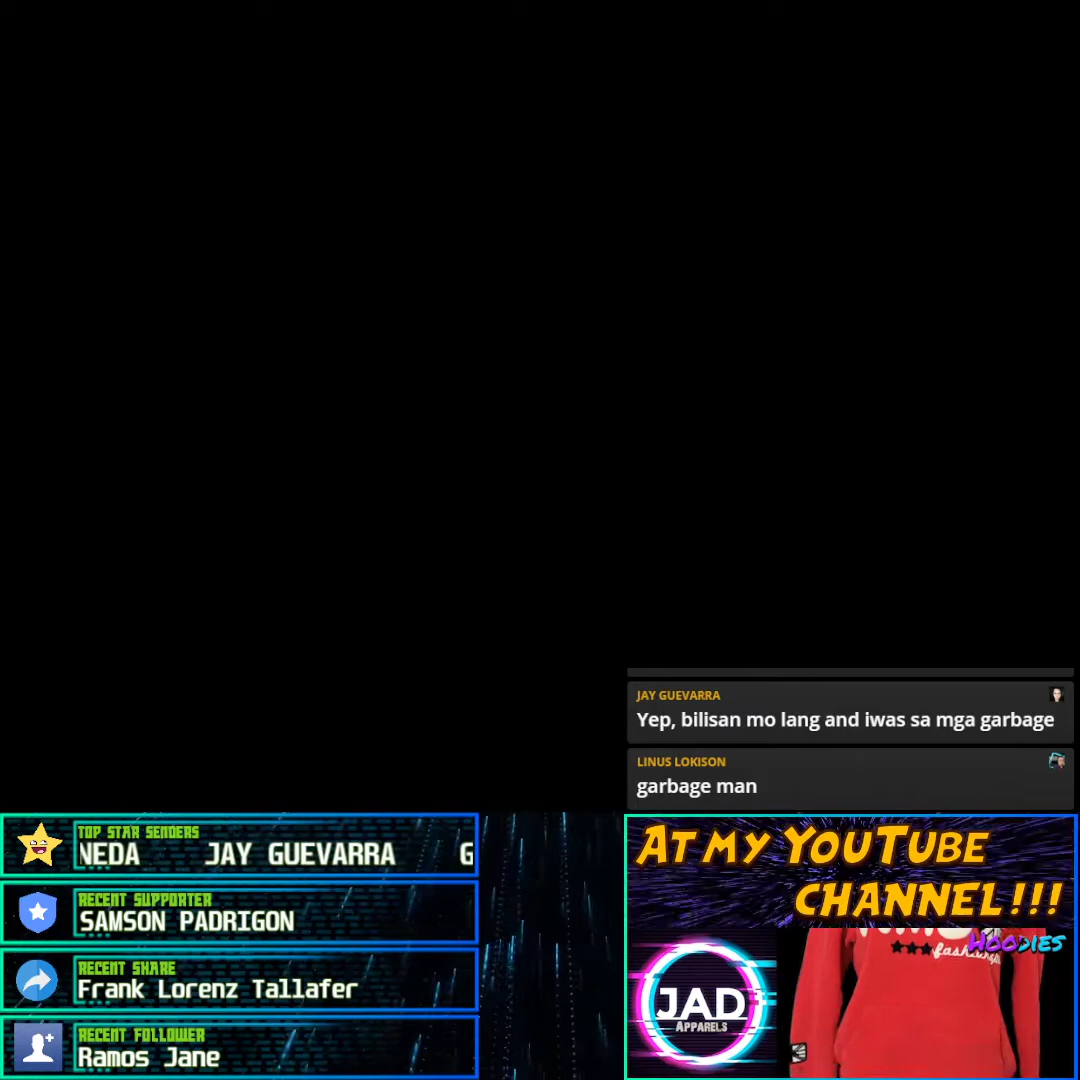 JAY GUEVARRA
Yep, bilisan mo lang and iwas sa mga garbage
LINUS LOKISON
garbage man
TOP STAR SENDERS
NEDA JAY GUEVARRA G
RECENT SUPPORTER
SAMSON PADRIGON
RECENT SHARE
Frank Lorenz Tallafer
RECENT FOLLOWER
Ramos Jane
AT MY YOUTUBE
CHANNEL!!!
HOODIES
JAD
APPARELS